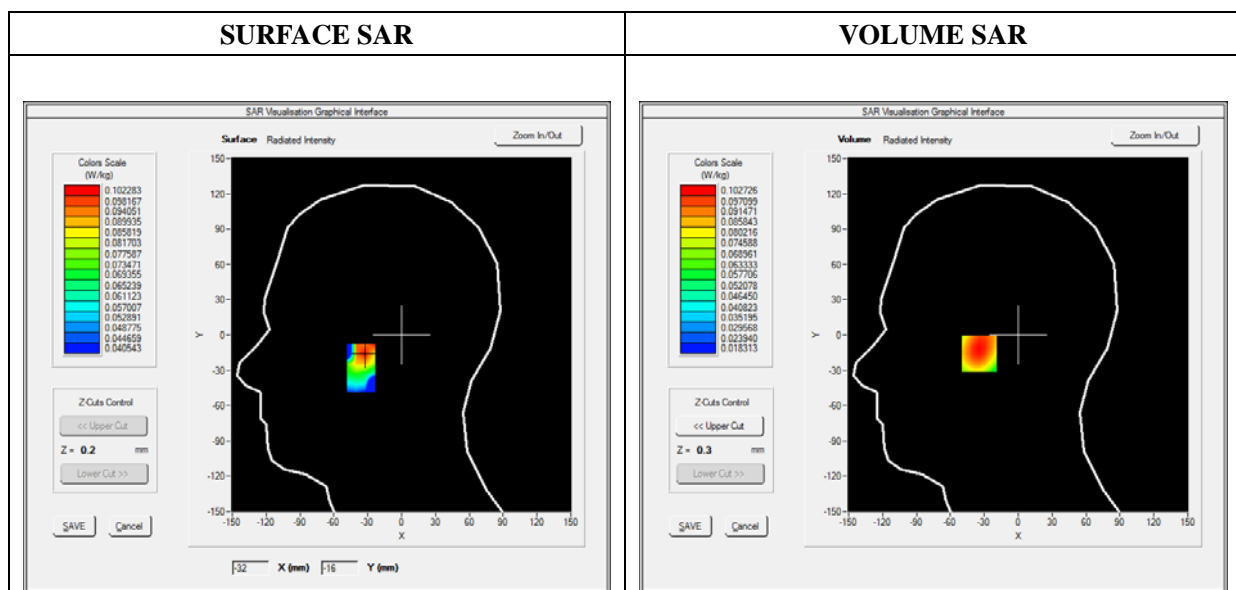 SURFACE SAR
VOLUME SAR
SAR Visualisation Graphical Interface
Surface Radiated Intensity
Zoom In/Out
Colors Scale
(W/kg)
0.102283
0.098167
0.094051
0.089935
0.085819
0.081703
0.077587
0.073471
0.069355
0.065239
0.061123
0.057007
0.052891
0.048775
0.044659
0.040543
Z-Cuts Control
<< Upper Cut
Z = 0.2 mm
Lower Cut >>
SAVE
Cancel
150
120
90
60
30
0
-30
-60
-90
-120
-150
Y
-150 -120 -90 -60 -30 0 30 60 90 120 150
X
-32 X (mm) -16 Y (mm)
SAR Visualisation Graphical Interface
Volume Radiated Intensity
Zoom In/Out
Colors Scale
(W/kg)
0.102726
0.097099
0.091471
0.085843
0.080216
0.074588
0.068961
0.063333
0.057706
0.052078
0.046450
0.040823
0.035195
0.029568
0.023940
0.018313
Z-Cuts Control
<< Upper Cut
Z = 0.3 mm
Lower Cut >>
SAVE
Cancel
150
120
90
60
30
0
-30
-60
-90
-120
-150
Y
-150 -120 -90 -60 -30 0 30 60 90 120 150
X